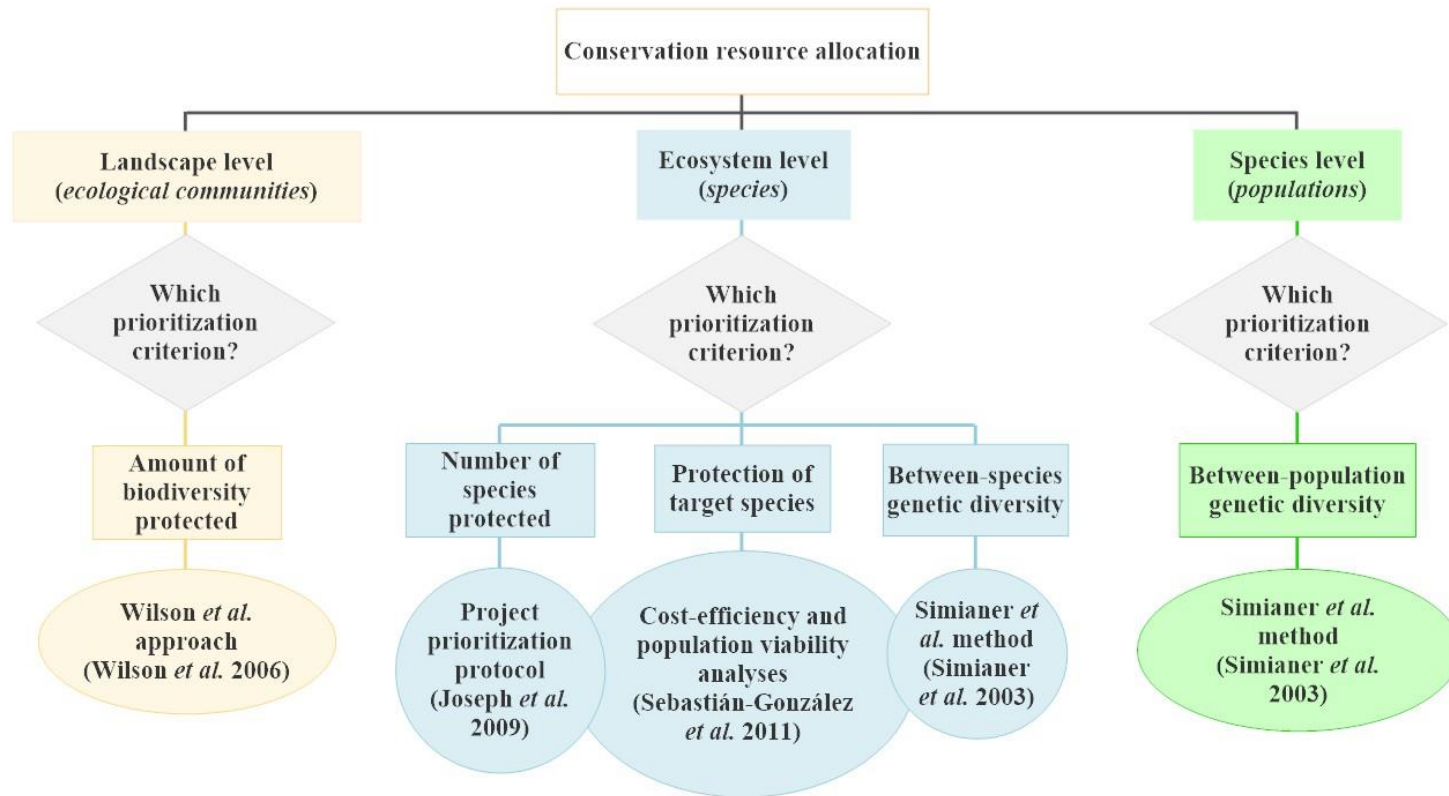 Conservation resource allocation
Landscape level
(ecological communities)
Ecosystem level
(species)
Species level
(populations)
Which
prioritization
criterion?
Which
prioritization
criterion?
Which
prioritization
criterion?
Amount of
biodiversity
protected
Number of
species
protected
Protection of
target species
Between-species
genetic diversity
Between-population
genetic diversity
Wilson et al.
approach
(Wilson et al. 2006)
Project
prioritization
protocol
(Joseph et al.
2009)
Cost-efficiency and
population viability
analyses
(Sebastián-González
et al. 2011)
Simianer et
al. method
(Simianer
et al. 2003)
Simianer et al.
method
(Simianer et al.
2003)